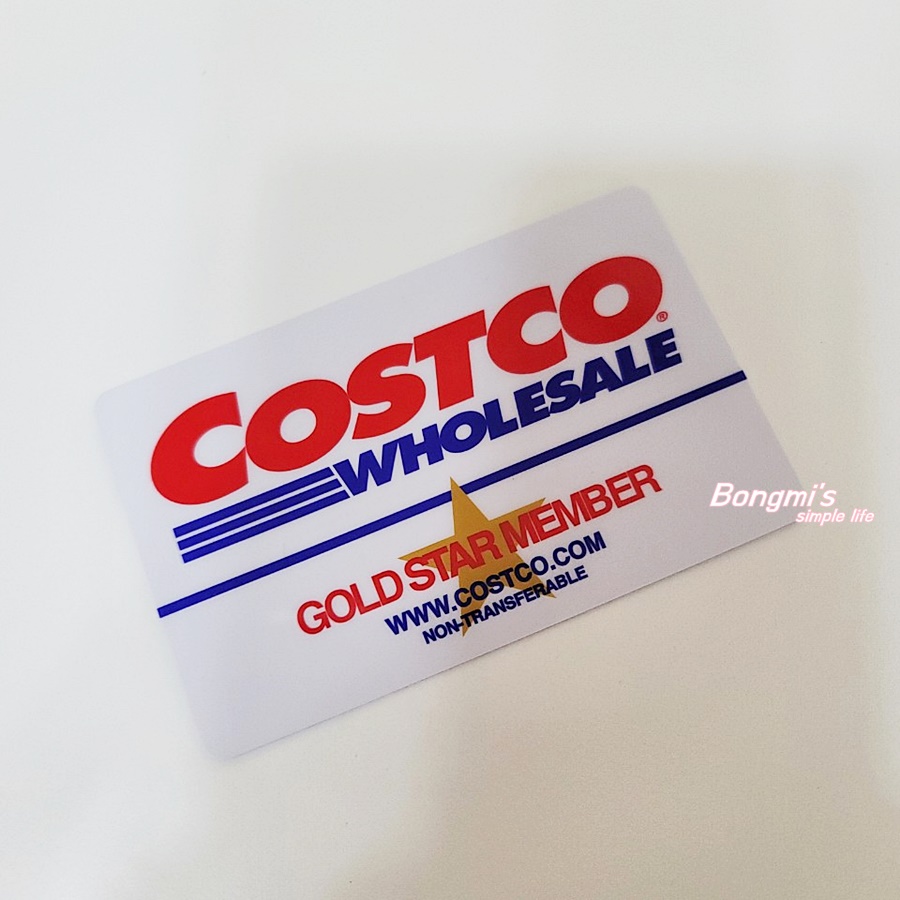 COSTCO®
WHOLESALE
GOLD STAR MEMBER
WWW.COSTCO.COM
NON-TRANSFERABLE
Bongmi's
simple life